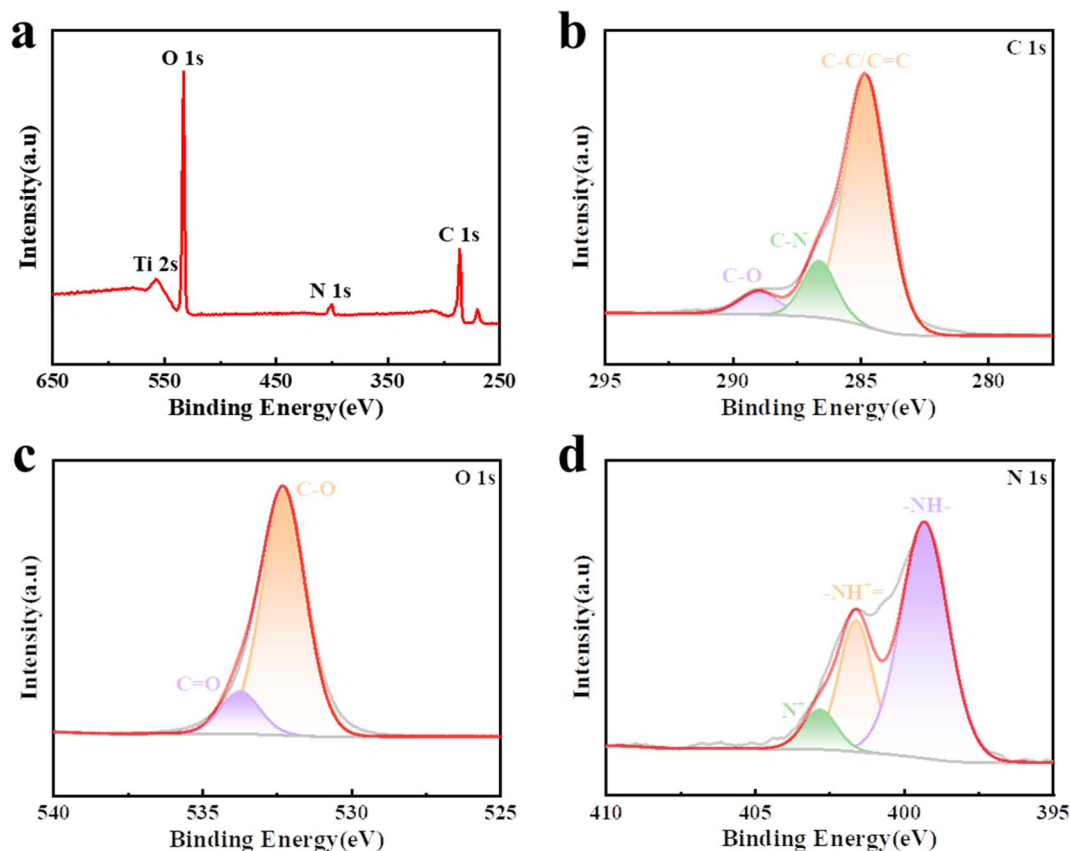 a
O 1s
Ti 2s
N 1s
C 1s
650 550 450 350 250
Binding Energy(eV)
Intensity(a.u)
b
C 1s
C-C/C=C
C-N
C-O
295 290 285 280
Binding Energy(eV)
Intensity(a.u)
c
O 1s
C-O
C=O
540 535 530 525
Binding Energy(eV)
Intensity(a.u)
d
N 1s
-NH-
-NH⁺=
N⁺
410 405 400 395
Binding Energy(eV)
Intensity(a.u)